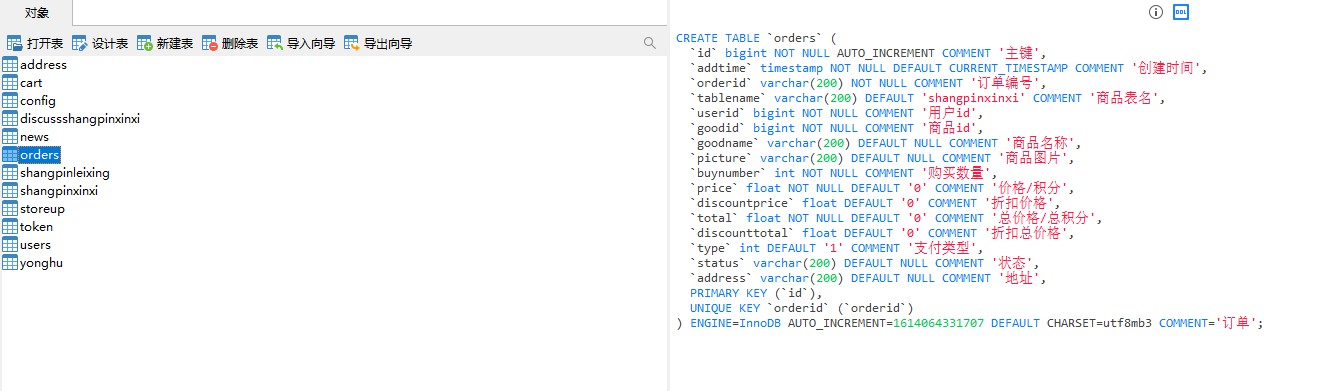 对象
打开表 设计表 新建表 删除表 导入向导 导出向导
address
cart
config
discussshangpinxinxi
news
orders
shangpinleixing
shangpinxinxi
storeup
token
users
yonghu
DDL
CREATE TABLE `orders` (
  `id` bigint NOT NULL AUTO_INCREMENT COMMENT '主键',
  `addtime` timestamp NOT NULL DEFAULT CURRENT_TIMESTAMP COMMENT '创建时间',
  `orderid` varchar(200) NOT NULL COMMENT '订单编号',
  `tablename` varchar(200) DEFAULT 'shangpinxinxi' COMMENT '商品表名',
  `userid` bigint NOT NULL COMMENT '用户id',
  `goodid` bigint NOT NULL COMMENT '商品id',
  `goodname` varchar(200) DEFAULT NULL COMMENT '商品名称',
  `picture` varchar(200) DEFAULT NULL COMMENT '商品图片',
  `buynumber` int NOT NULL COMMENT '购买数量',
  `price` float NOT NULL DEFAULT '0' COMMENT '价格/积分',
  `discountprice` float DEFAULT '0' COMMENT '折扣价格',
  `total` float NOT NULL DEFAULT '0' COMMENT '总价格/总积分',
  `discounttotal` float DEFAULT '0' COMMENT '折扣总价格',
  `type` int DEFAULT '1' COMMENT '支付类型',
  `status` varchar(200) DEFAULT NULL COMMENT '状态',
  `address` varchar(200) DEFAULT NULL COMMENT '地址',
  PRIMARY KEY (`id`),
  UNIQUE KEY `orderid` (`orderid`)
) ENGINE=InnoDB AUTO_INCREMENT=1614064331707 DEFAULT CHARSET=utf8mb3 COMMENT='订单';